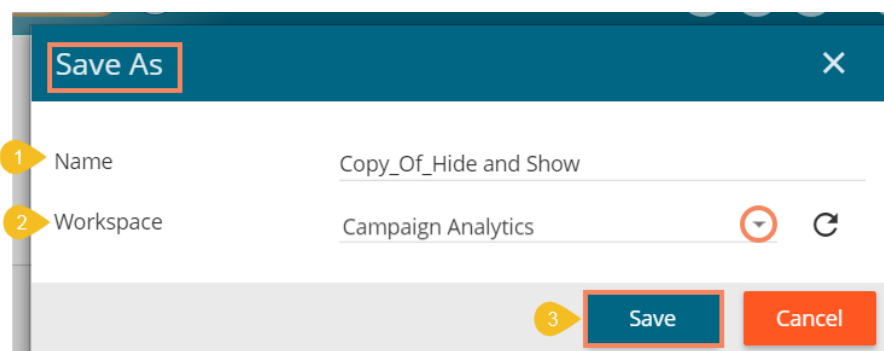 Save As
1 Name Copy_Of_Hide and Show
2 Workspace Campaign Analytics
3 Save Cancel